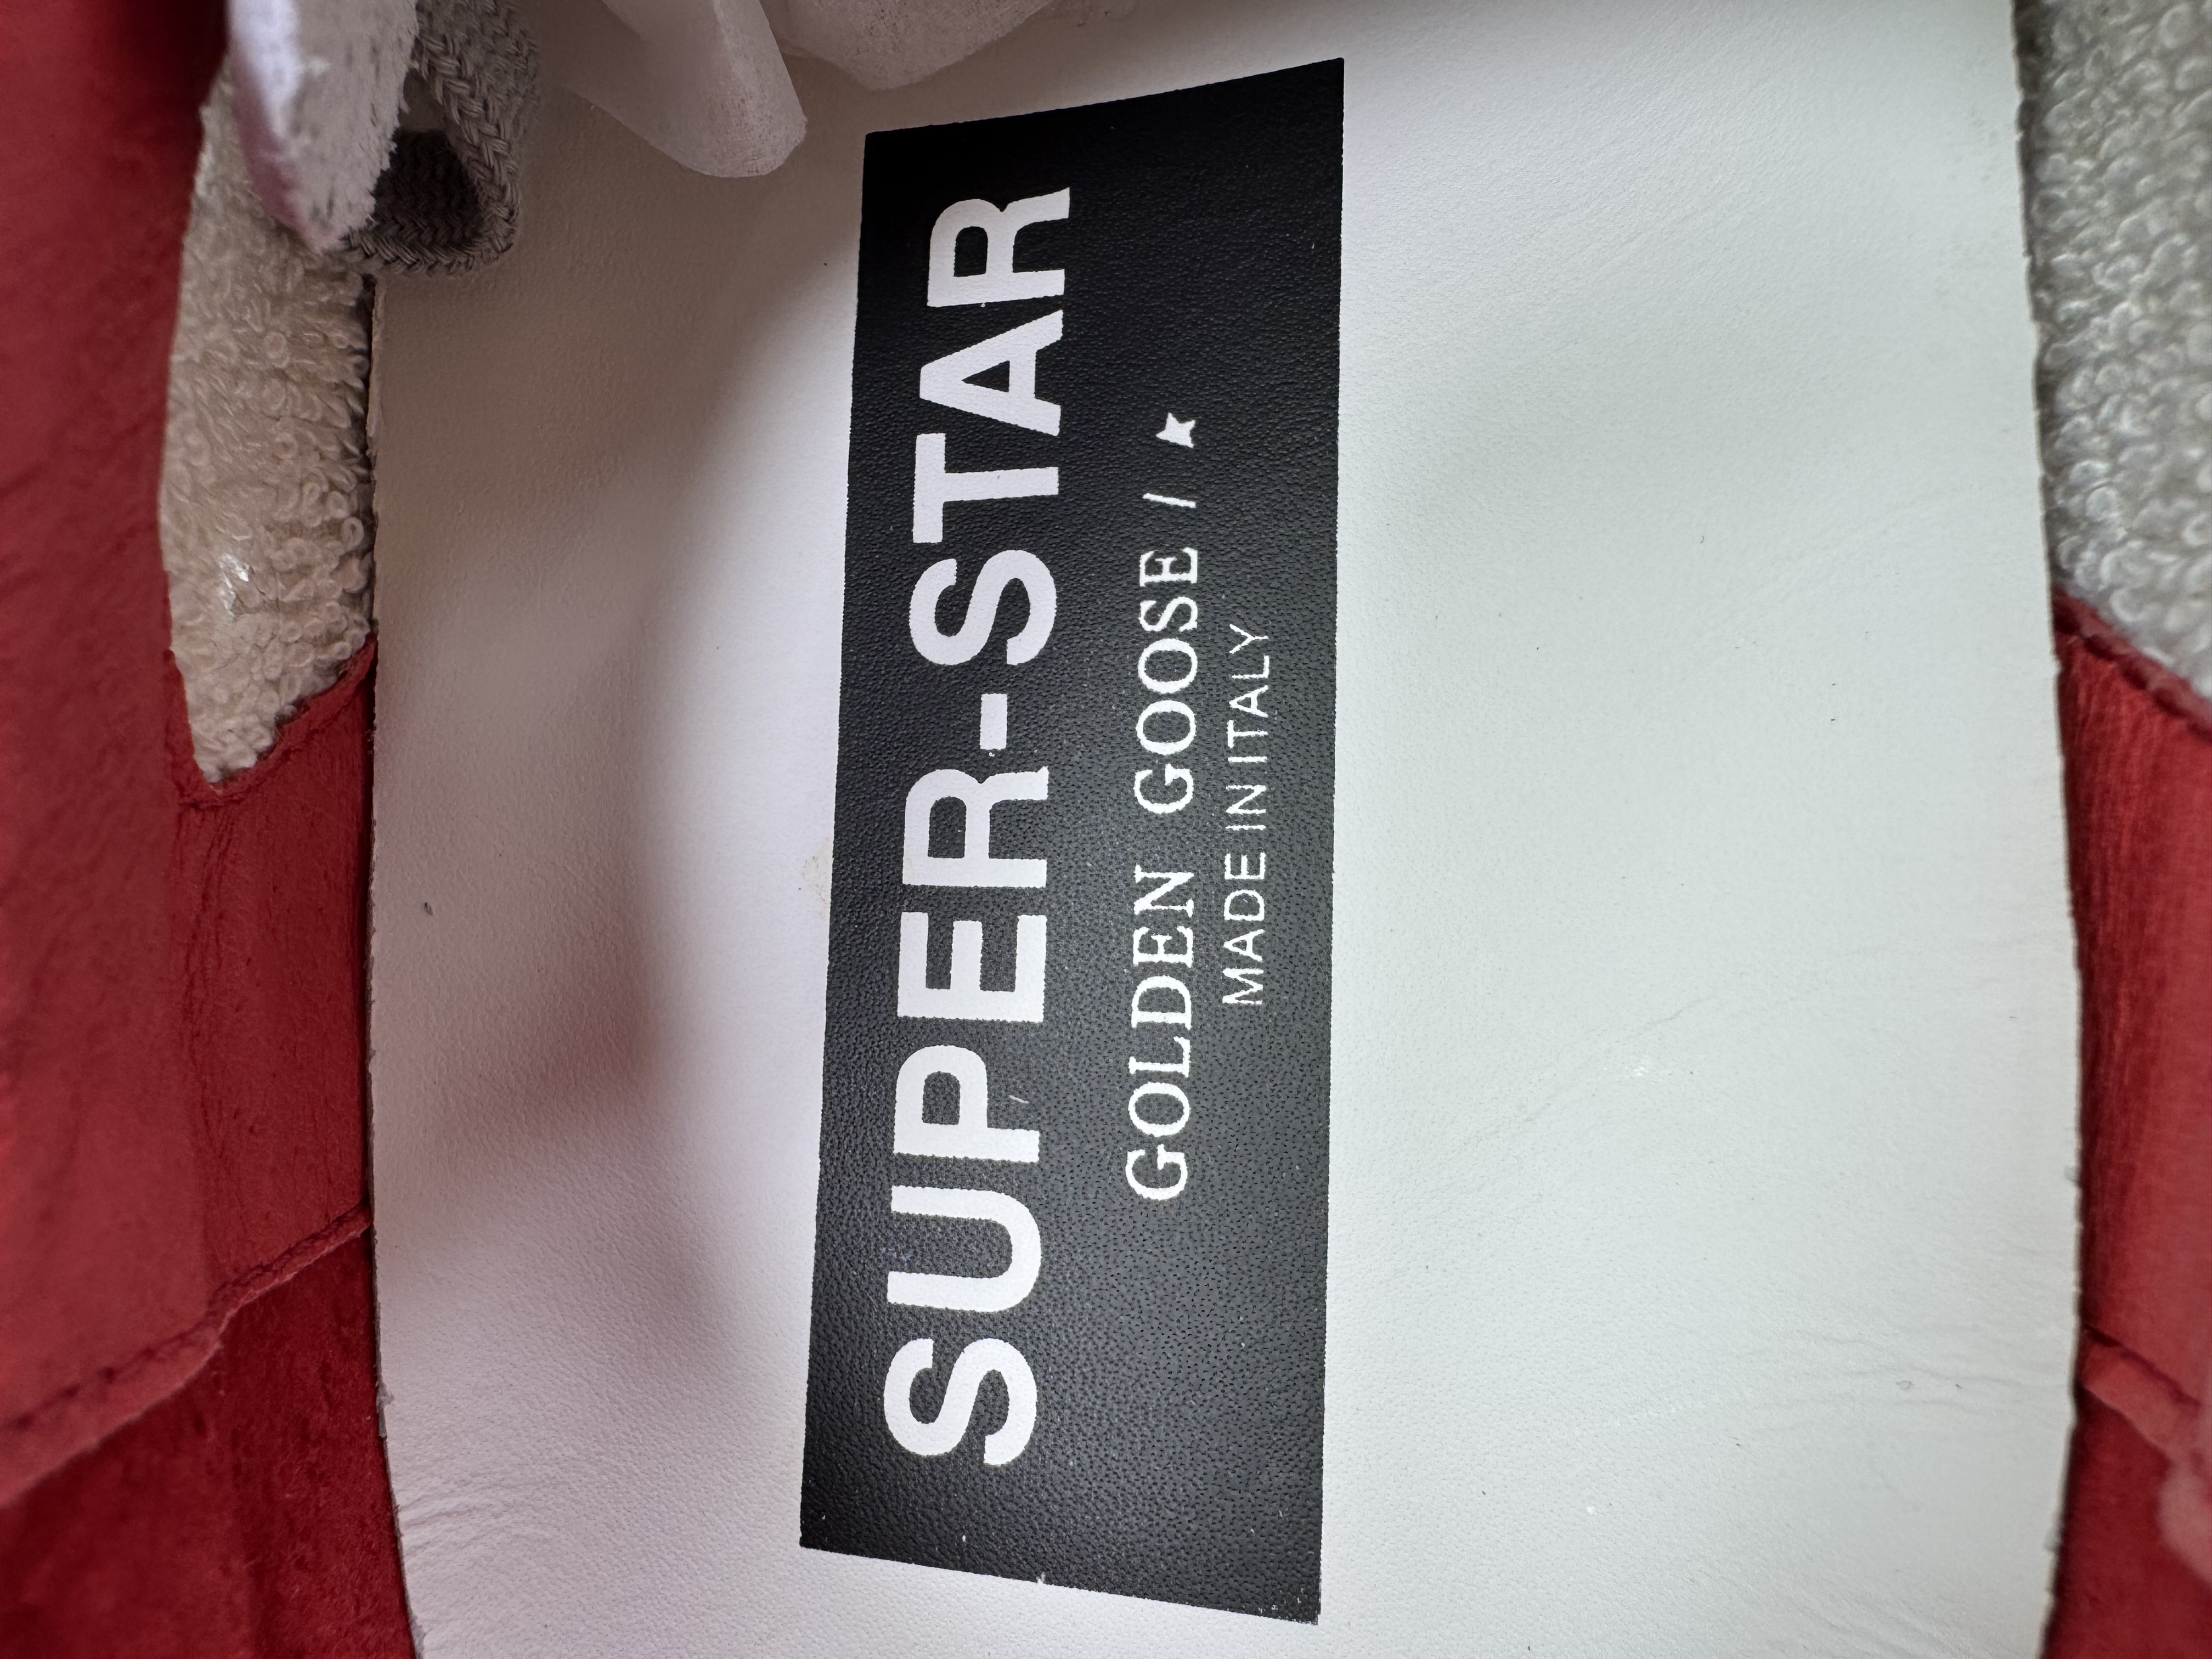 SUPER-STAR
GOLDEN GOOSE /
MADE IN ITALY